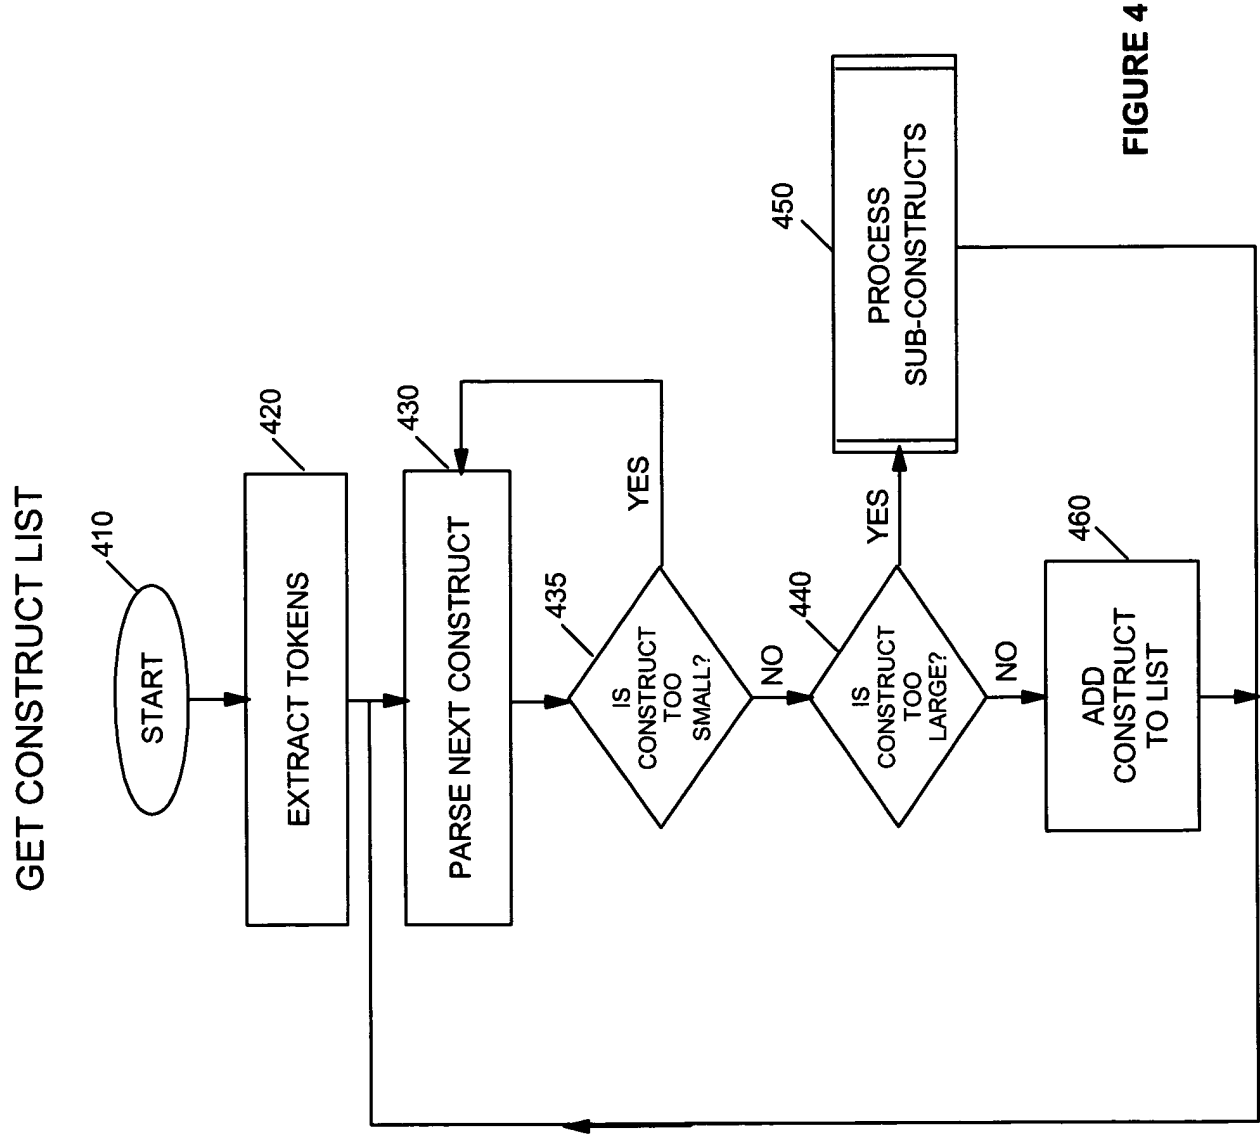 GET CONSTRUCT LIST
410
START
420
EXTRACT TOKENS
430
PARSE NEXT CONSTRUCT
435
IS
CONSTRUCT
TOO
SMALL?
YES
NO
440
IS
CONSTRUCT
TOO
LARGE?
YES
NO
450
PROCESS
SUB-CONSTRUCTS
460
ADD
CONSTRUCT
TO LIST
FIGURE 4